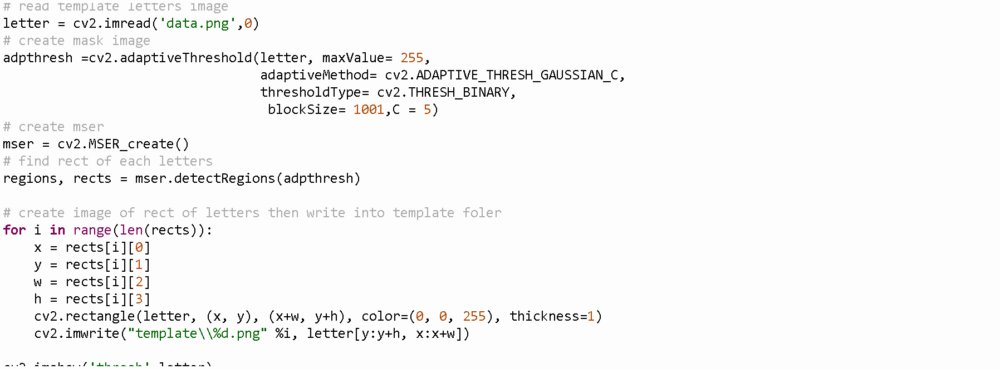 # read template letters image
letter = cv2.imread('data.png',0)
# create mask image
adpthresh =cv2.adaptiveThreshold(letter, maxValue= 255,
                                 adaptiveMethod= cv2.ADAPTIVE_THRESH_GAUSSIAN_C,
                                 thresholdType= cv2.THRESH_BINARY,
                                  blockSize= 1001,C = 5)
# create mser
mser = cv2.MSER_create()
# find rect of each letters
regions, rects = mser.detectRegions(adpthresh)

# create image of rect of letters then write into template foler
for i in range(len(rects)):
    x = rects[i][0]
    y = rects[i][1]
    w = rects[i][2]
    h = rects[i][3]
    cv2.rectangle(letter, (x, y), (x+w, y+h), color=(0, 0, 255), thickness=1)
    cv2.imwrite("template\\%d.png" %i, letter[y:y+h, x:x+w])

cv2.imshow('thresh',letter)